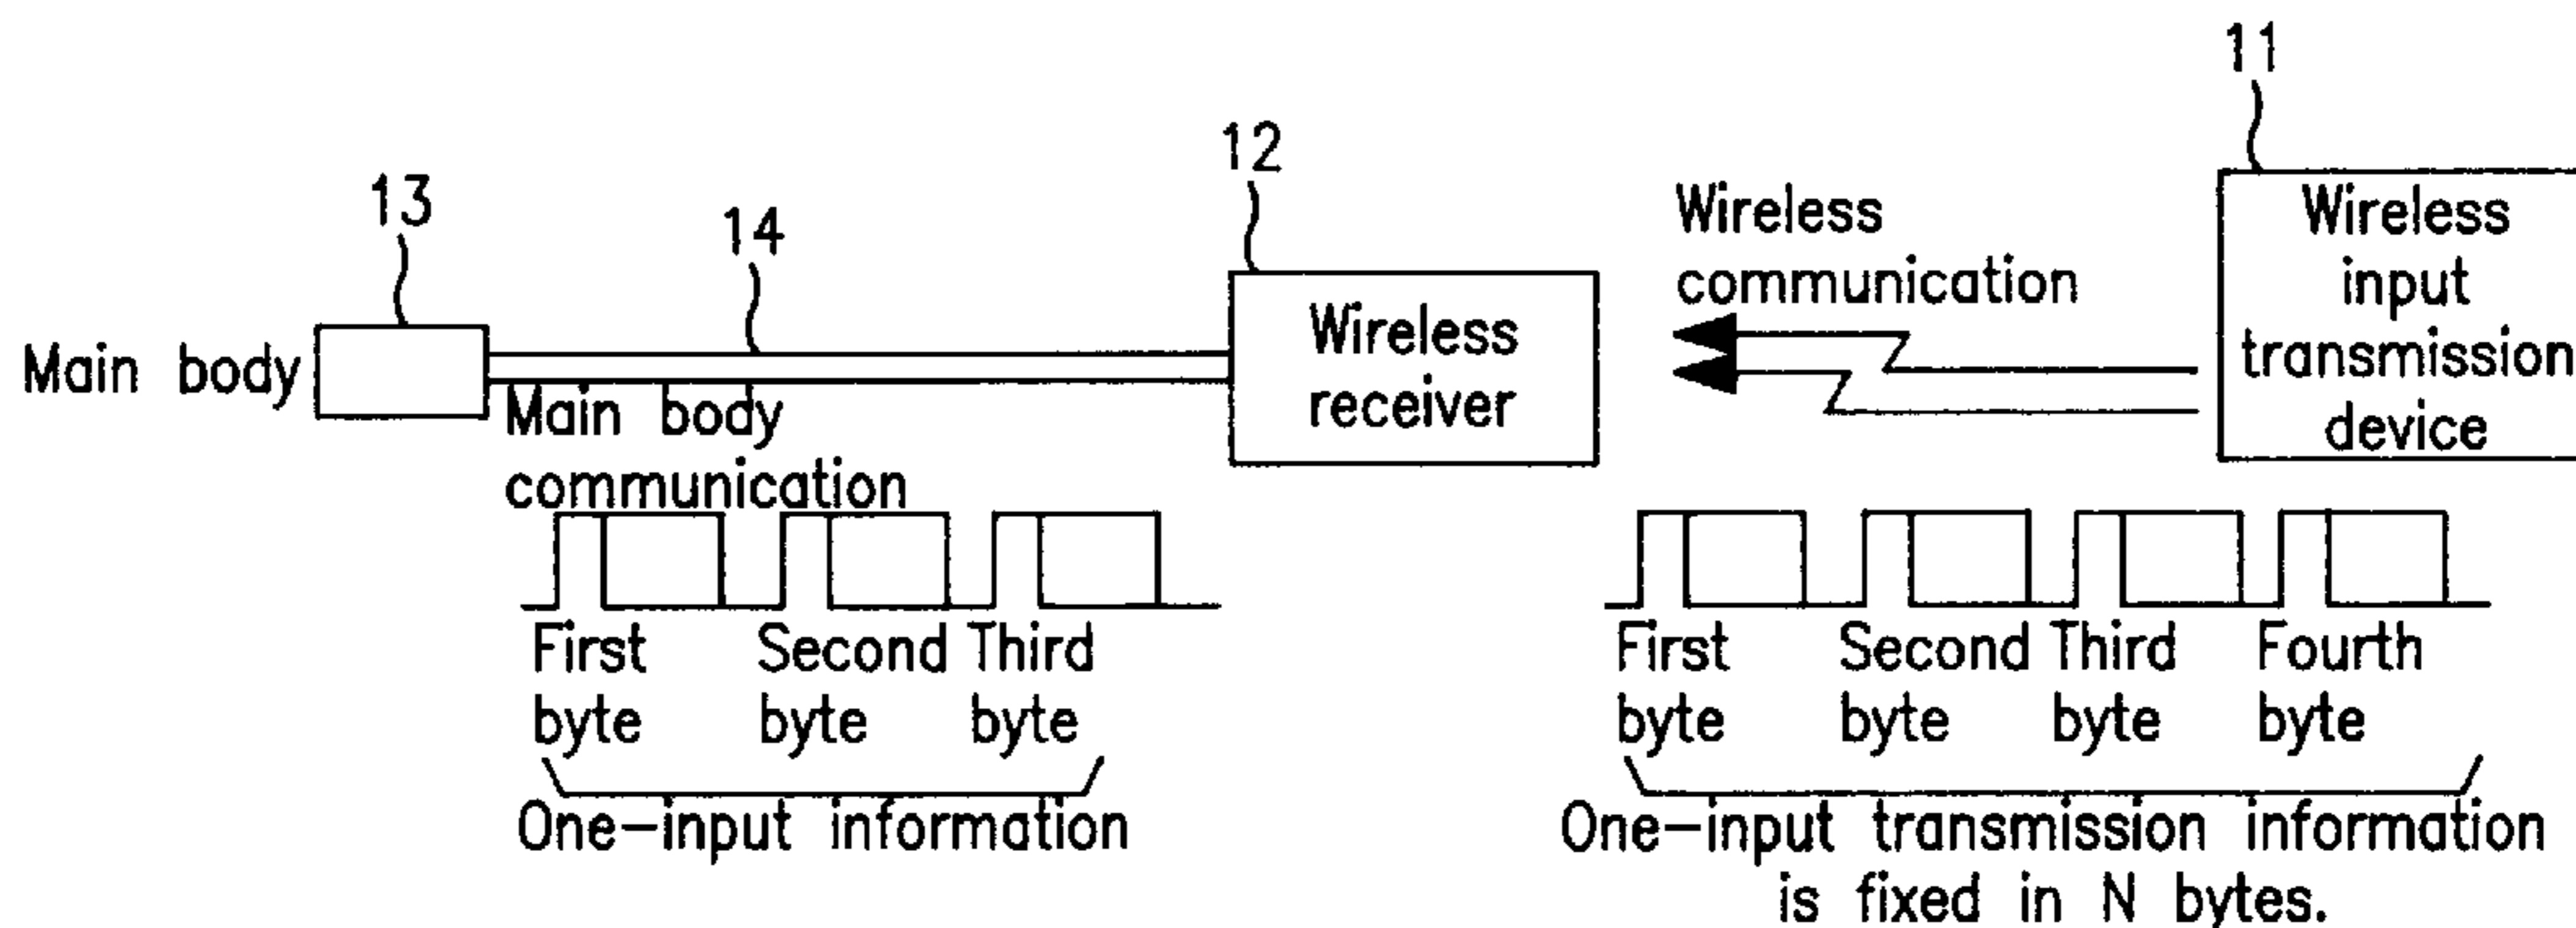 11
12
13
14
Wireless
communication
Wireless
input
transmission
device
Wireless
receiver
Main body
Main body
communication
First
byte
Second
byte
Third
byte
One-input information
First
byte
Second
byte
Third
byte
Fourth
byte
One-input transmission information
is fixed in N bytes.